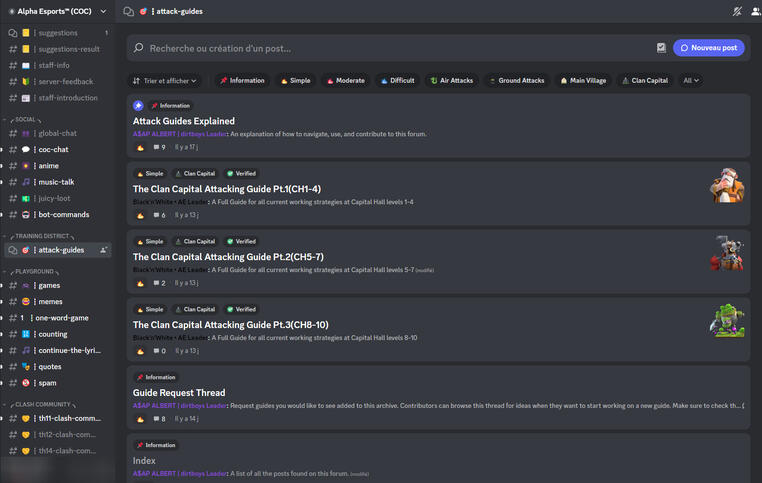 Alpha Esports™ (COC)
suggestions 1
suggestions-result
staff-info
server-feedback
staff-introduction
SOCIAL
global-chat
coc-chat
anime
music-talk
juicy-loot
bot-commands
TRAINING DISTRICT
attack-guides
PLAYGROUND
games
memes
1 one-word-game
counting
continue-the-lyri...
quotes
spam
CLASH COMMUNITY
th11-clash-comm...
th12-clash-com...
th14-clash-com...
attack-guides
Recherche ou création d'un post...
Nouveau post
Trier et afficher
Information
Simple
Moderate
Difficult
Air Attacks
Ground Attacks
Main Village
Clan Capital
All
Information
Attack Guides Explained
A$AP ALBERT | dirtboys Leader: An explanation of how to navigate, use, and contribute to this forum.
9 Il y a 17 j
Simple Clan Capital Verified
The Clan Capital Attacking Guide Pt.1(CH1-4)
Black'n'White • AE Leader: A Full Guide for all current working strategies at Capital Hall levels 1-4
6 Il y a 13 j
Simple Clan Capital Verified
The Clan Capital Attacking Guide Pt.2(CH5-7)
Black'n'White • AE Leader: A Full Guide for all current working strategies at Capital Hall levels 5-7 (modifié)
2 Il y a 13 j
Simple Clan Capital Verified
The Clan Capital Attacking Guide Pt.3(CH8-10)
Black'n'White • AE Leader: A Full Guide for all current working strategies at Capital Hall levels 8-10
0 Il y a 13 j
Information
Guide Request Thread
A$AP ALBERT | dirtboys Leader: Request guides you would like to see added to this archive. Contributors can browse this thread for ideas when they want to start working on a new guide. Make sure to check th... (
8 Il y a 14 j
Information
Index
A$AP ALBERT | dirtboys Leader: A list of all the posts found on this forum. (modifié)